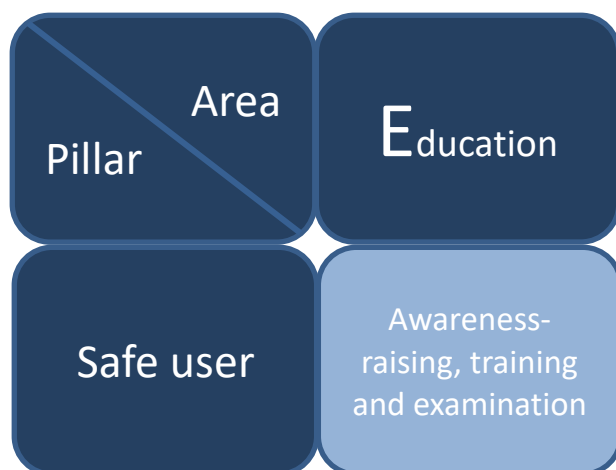 Area
Pillar
Education
Safe user
Awareness-
raising, training
and examination